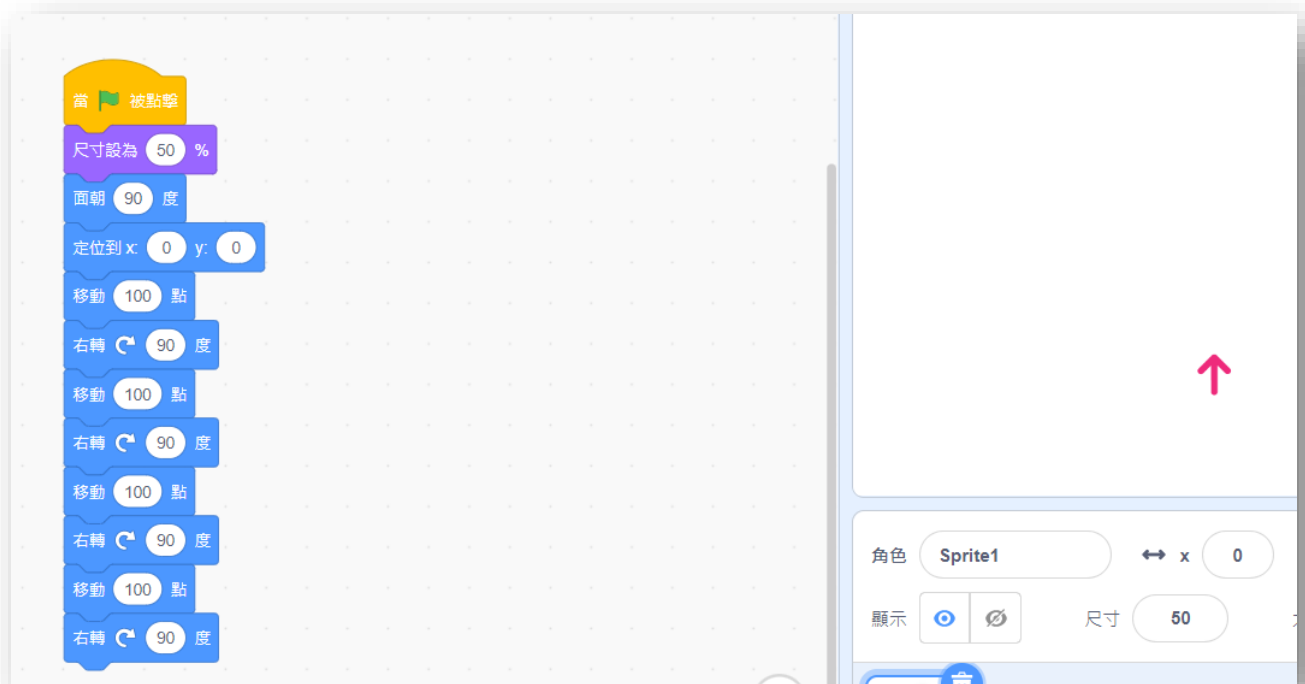 當 被點擊
尺寸設為 50 %
面朝 90 度
定位到 x: 0 y: 0
移動 100 點
右轉 90 度
移動 100 點
右轉 90 度
移動 100 點
右轉 90 度
移動 100 點
右轉 90 度
角色 Sprite1 x 0
顯示 尺寸 50